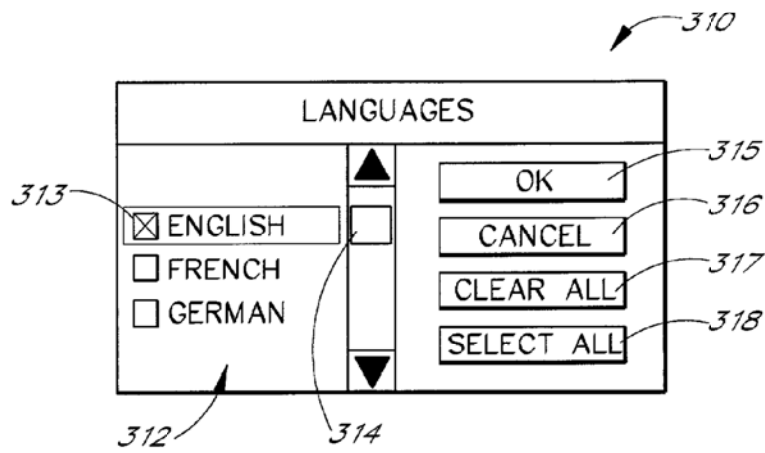 310
LANGUAGES
315
OK
313
316
ENGLISH
CANCEL
317
FRENCH
CLEAR ALL
GERMAN
318
SELECT ALL
312
314